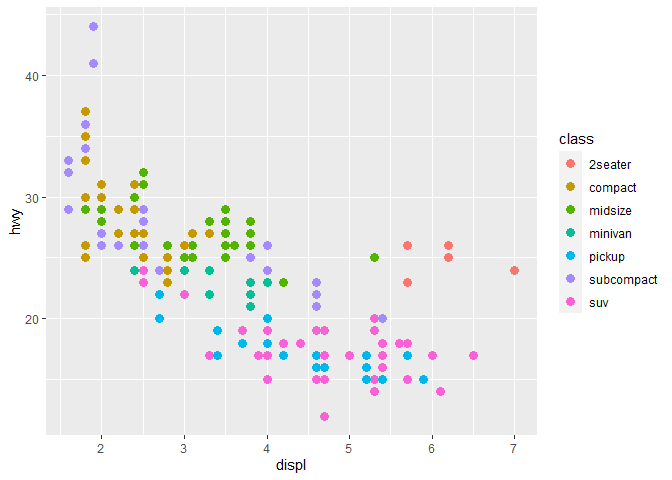 40
30
20
hwy
2 3 4 5 6 7
displ
class
2seater
compact
midsize
minivan
pickup
subcompact
suv